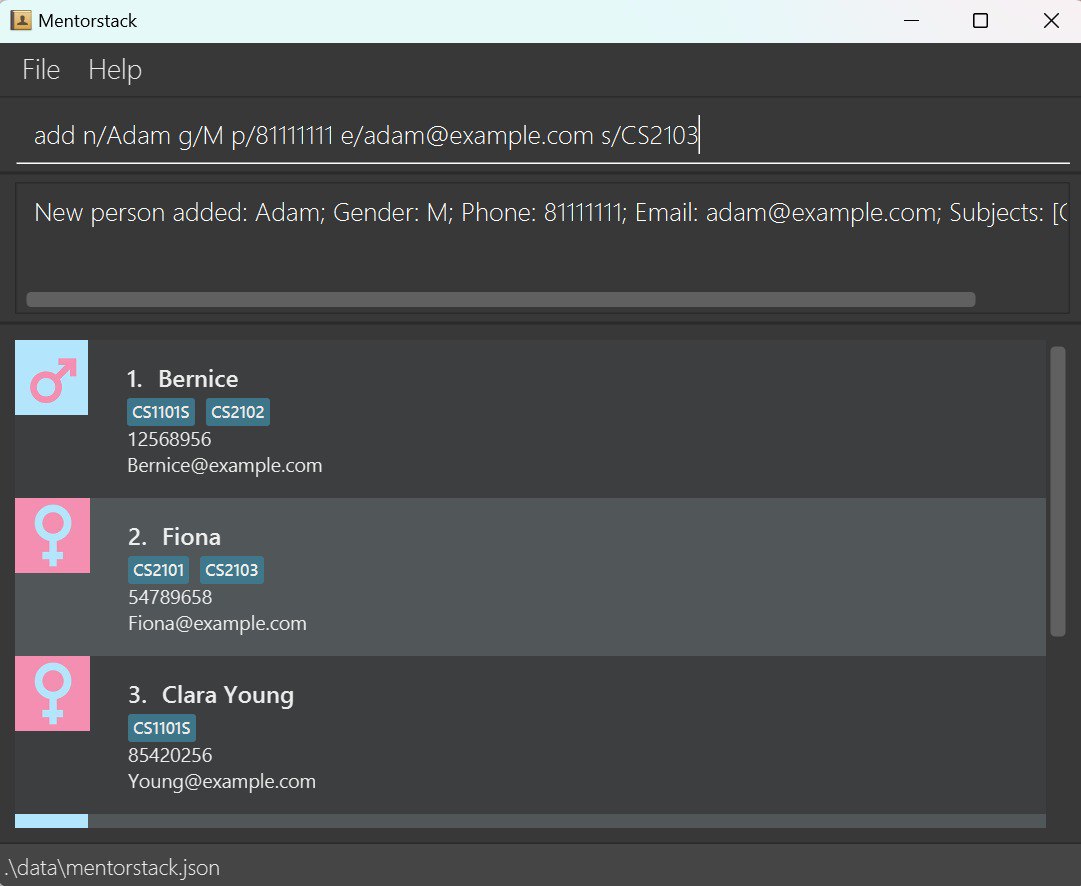 Mentorstack
File Help
add n/Adam g/M p/81111111 e/adam@example.com s/CS2103
New person added: Adam; Gender: M; Phone: 81111111; Email: adam@example.com; Subjects: [
1. Bernice
CS1101S CS2102
12568956
Bernice@example.com
2. Fiona
CS2101 CS2103
54789658
Fiona@example.com
3. Clara Young
CS1101S
85420256
Young@example.com
.\data\mentorstack.json